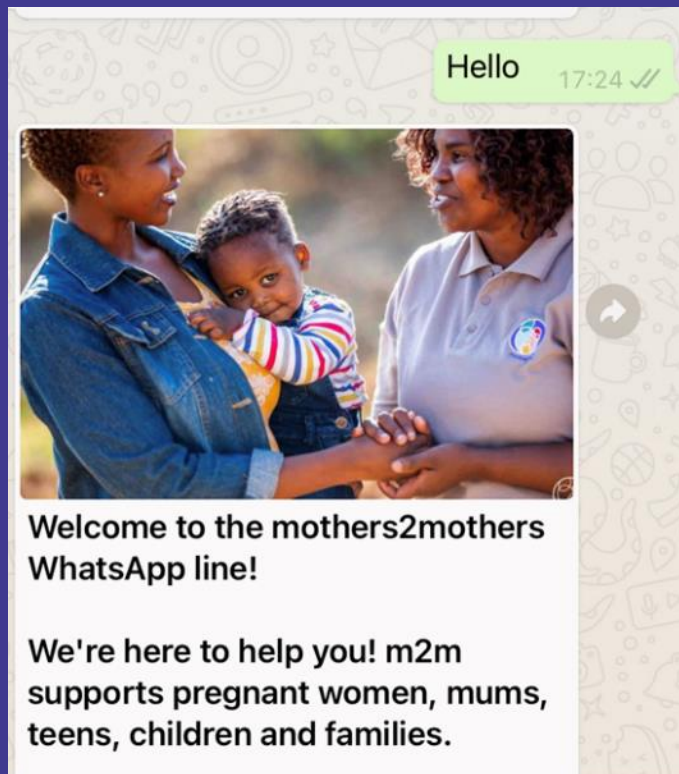 Hello
17:24
Welcome to the mothers2mothers
WhatsApp line!
We're here to help you! m2m
supports pregnant women, mums,
teens, children and families.